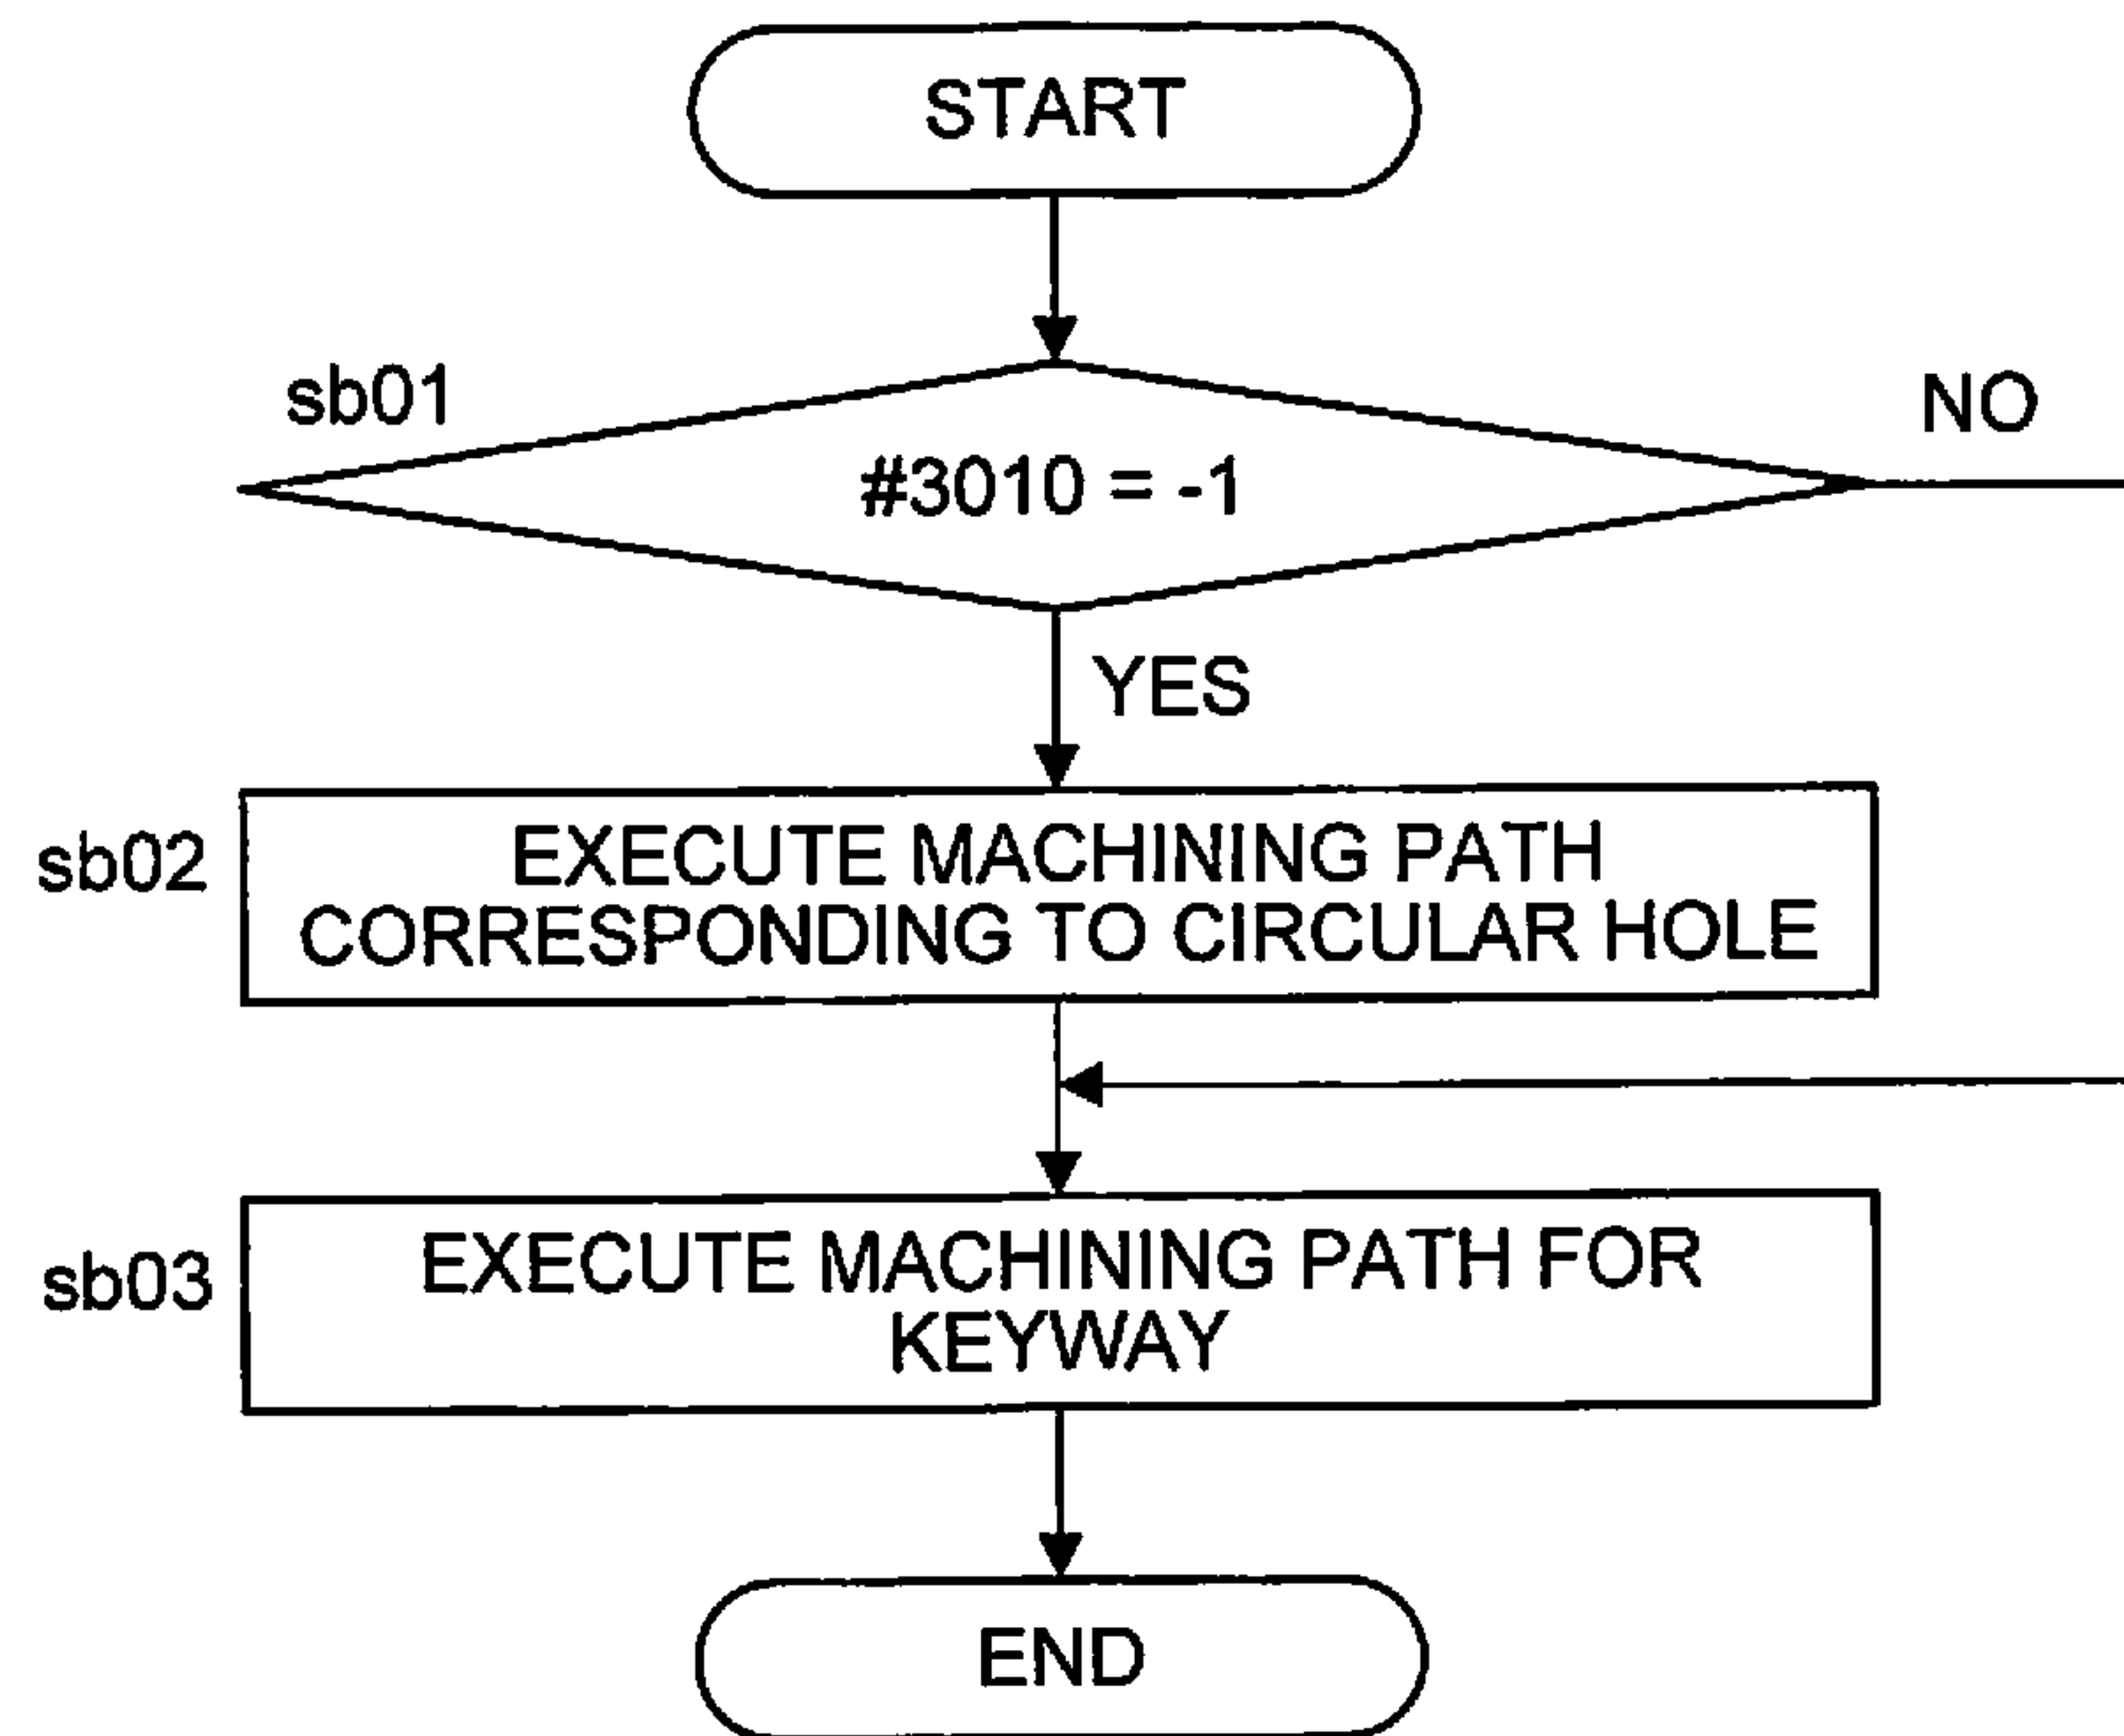 START
sb01
NO
#3010 = -1
YES
sb02
EXECUTE MACHINING PATH
CORRESPONDING TO CIRCULAR HOLE
sb03
EXECUTE MACHINING PATH FOR
KEYWAY
END